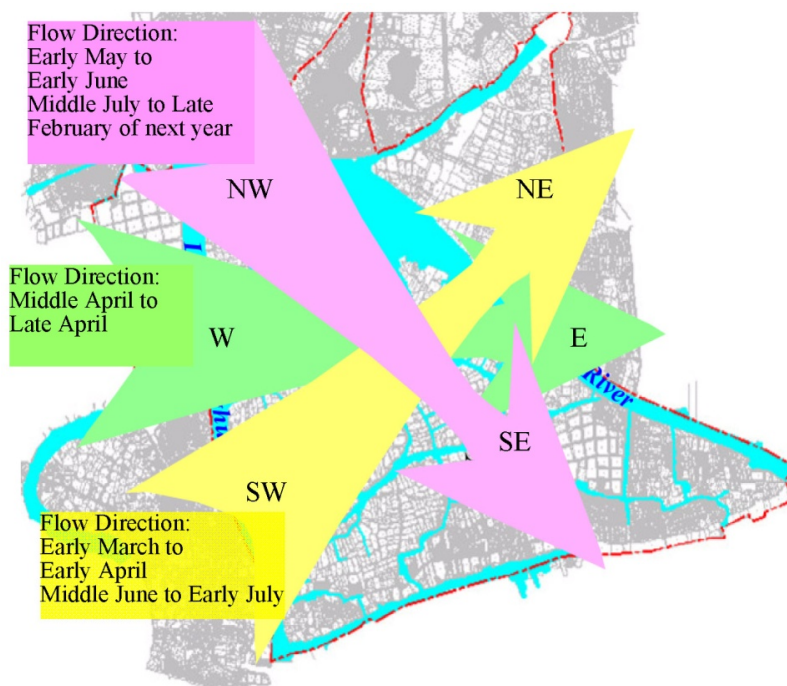 Flow Direction:
Early May to
Early June
Middle July to Late
February of next year
NW
NE
Flow Direction:
Middle April to
Late April
W
E
River
SE
SW
Flow Direction:
Early March to
Early April
Middle June to Early July